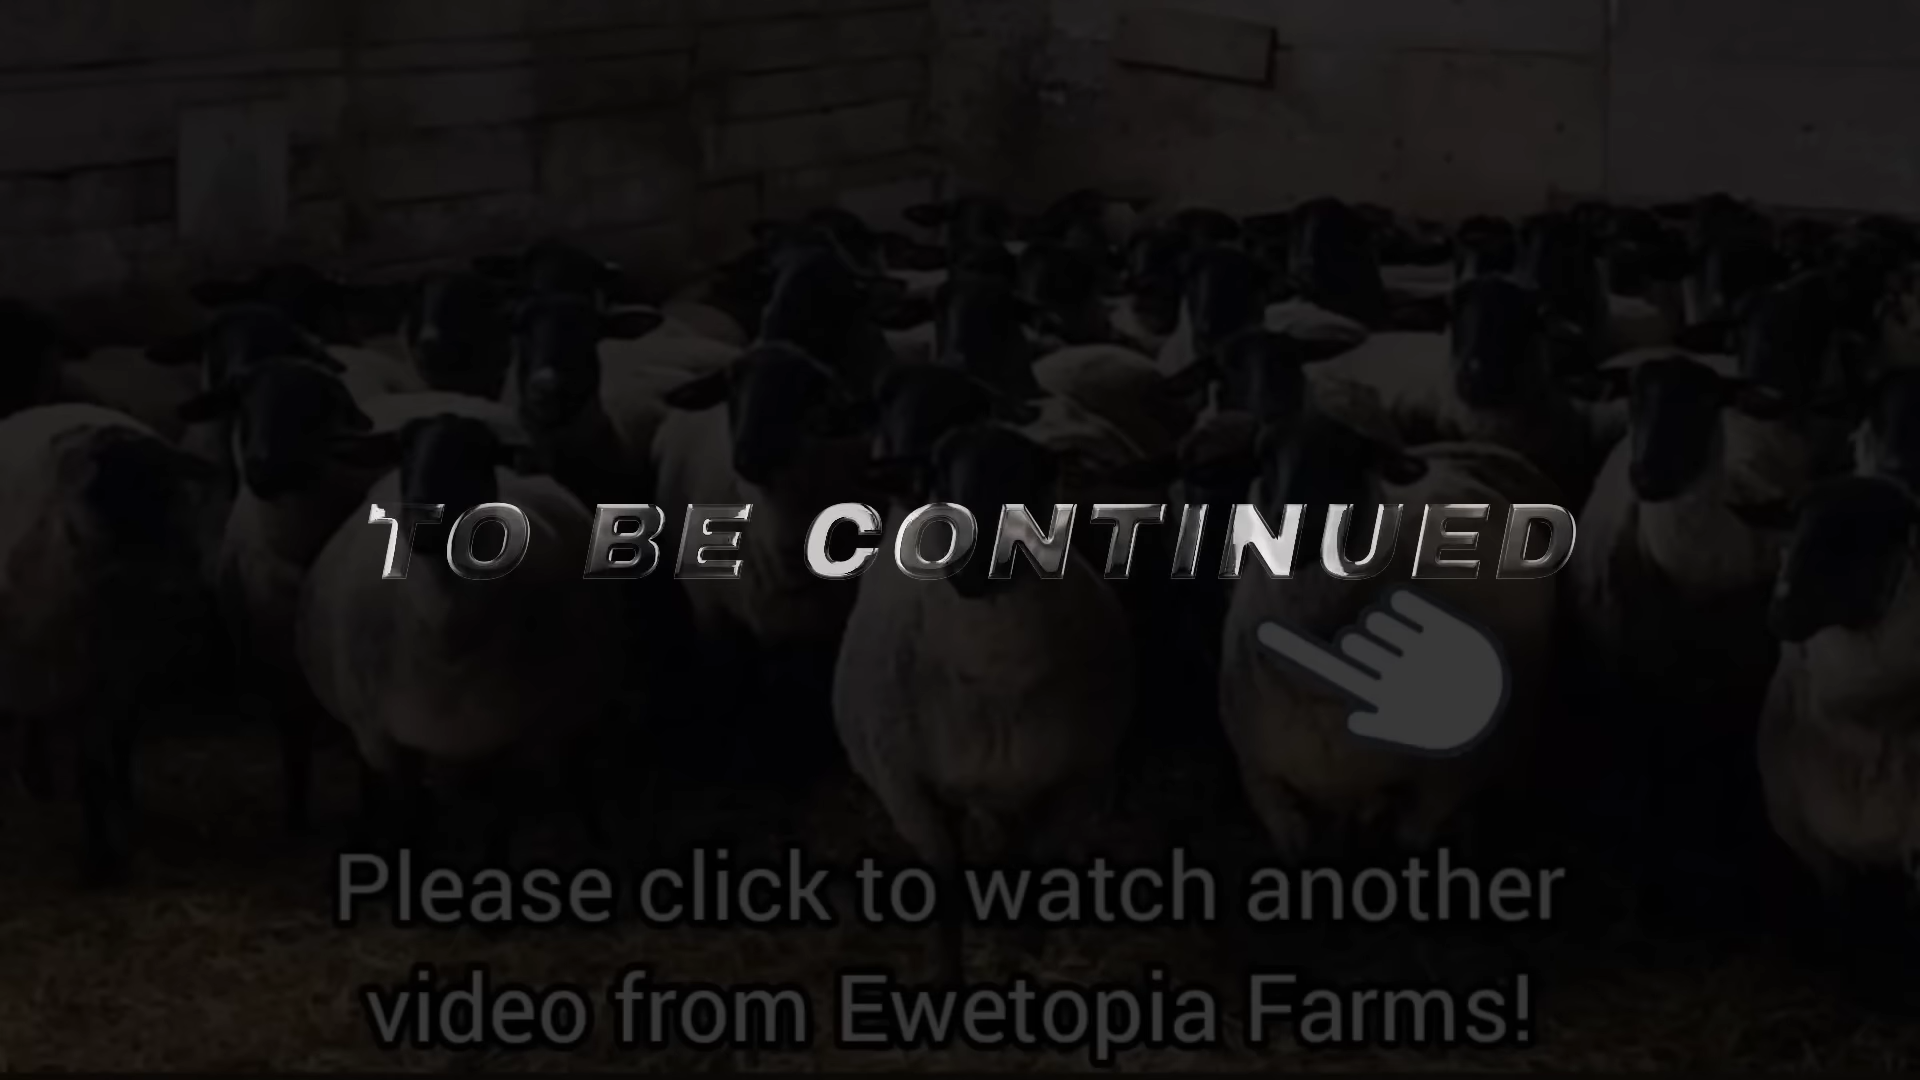 TO BE CONTINUED
Please click to watch another
video from Ewetopia Farms!